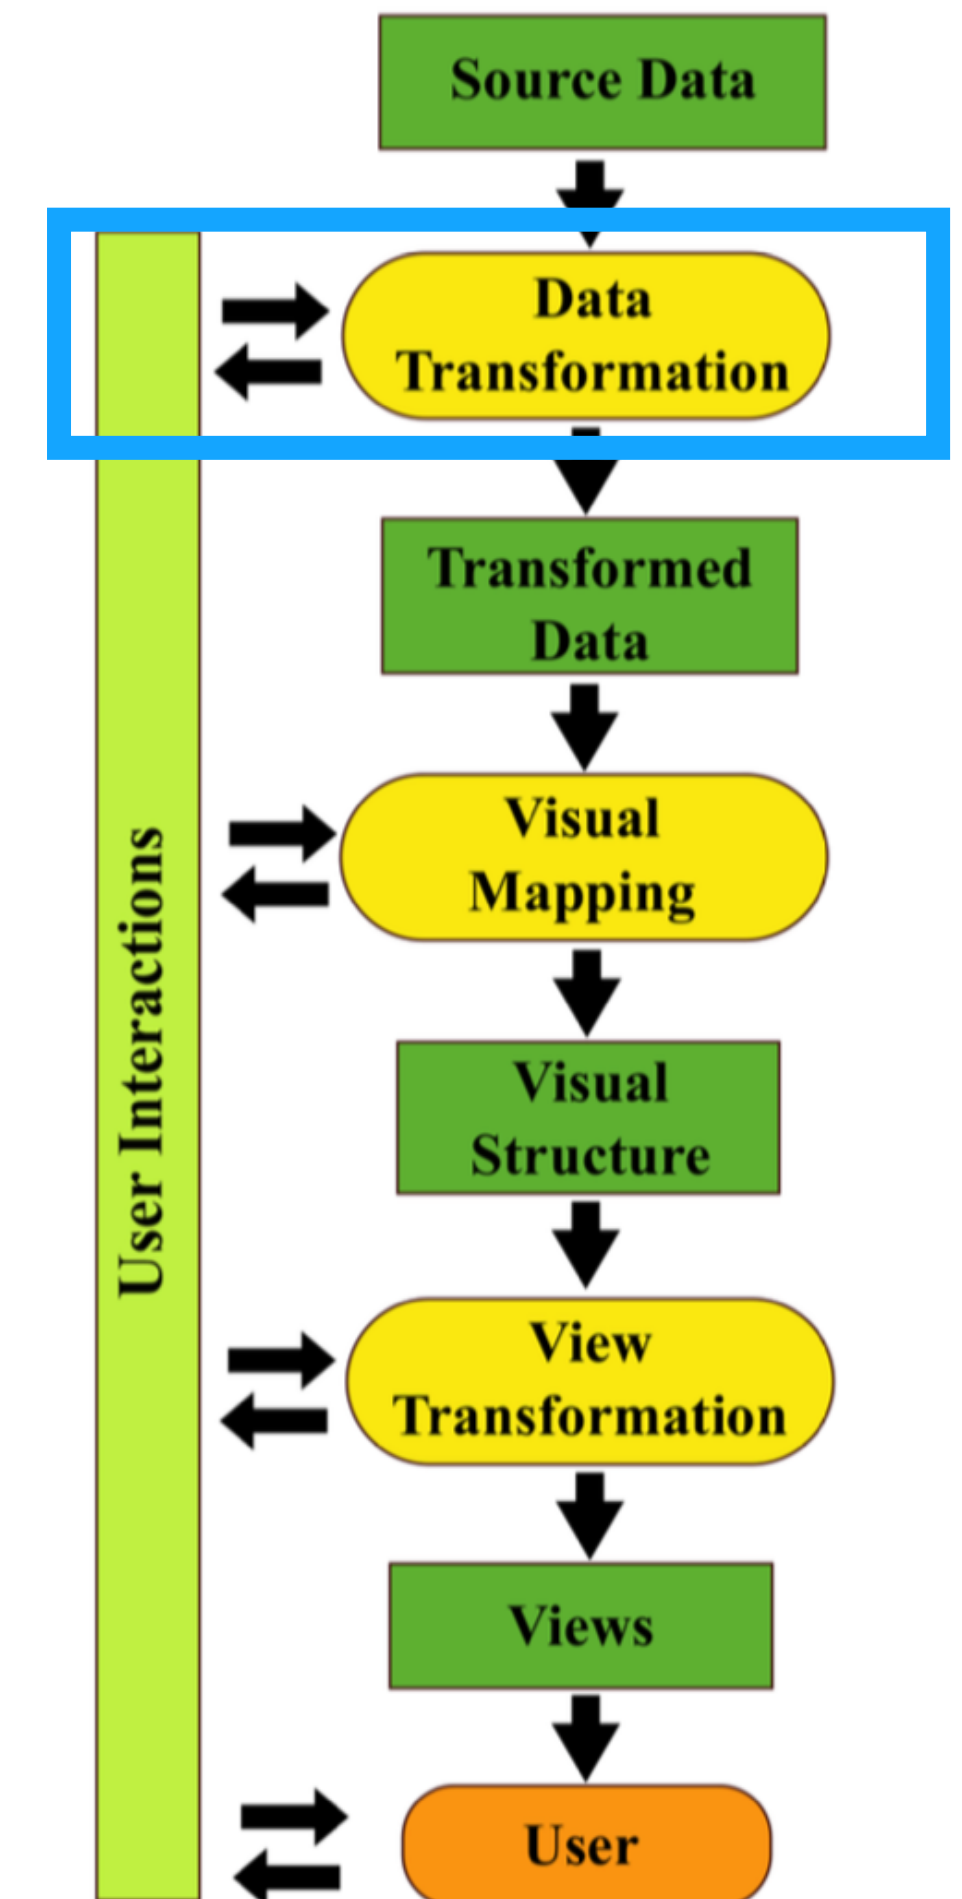 Source Data
Data
Transformation
Transformed
Data
Visual
Mapping
User Interactions
Visual
Structure
View
Transformation
Views
User